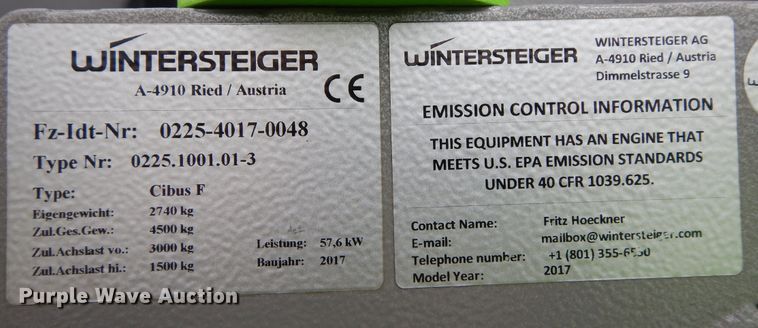 WINTERSTEIGER
A-4910 Ried / Austria
CE
Fz-Idt-Nr: 0225-4017-0048
Type Nr: 0225.1001.01-3
Type: Cibus F
Eigengewicht: 2740 kg
Zul.Ges.Gew.: 4500 kg
Zul.Achslast vo.: 3000 kg Leistung: 57,6 kW
Zul.Achslast hi.: 1500 kg Baujahr: 2017
WINTERSTEIGER
WINTERSTEIGER AG
A-4910 Ried / Austria
Dimmelstrasse 9
EMISSION CONTROL INFORMATION
THIS EQUIPMENT HAS AN ENGINE THAT
MEETS U.S. EPA EMISSION STANDARDS
UNDER 40 CFR 1039.625.
Contact Name: Fritz Hoeckner
E-mail: mailbox@wintersteiger.com
Telephone number: +1 (801) 355-6550
Model Year: 2017
Purple Wave Auction